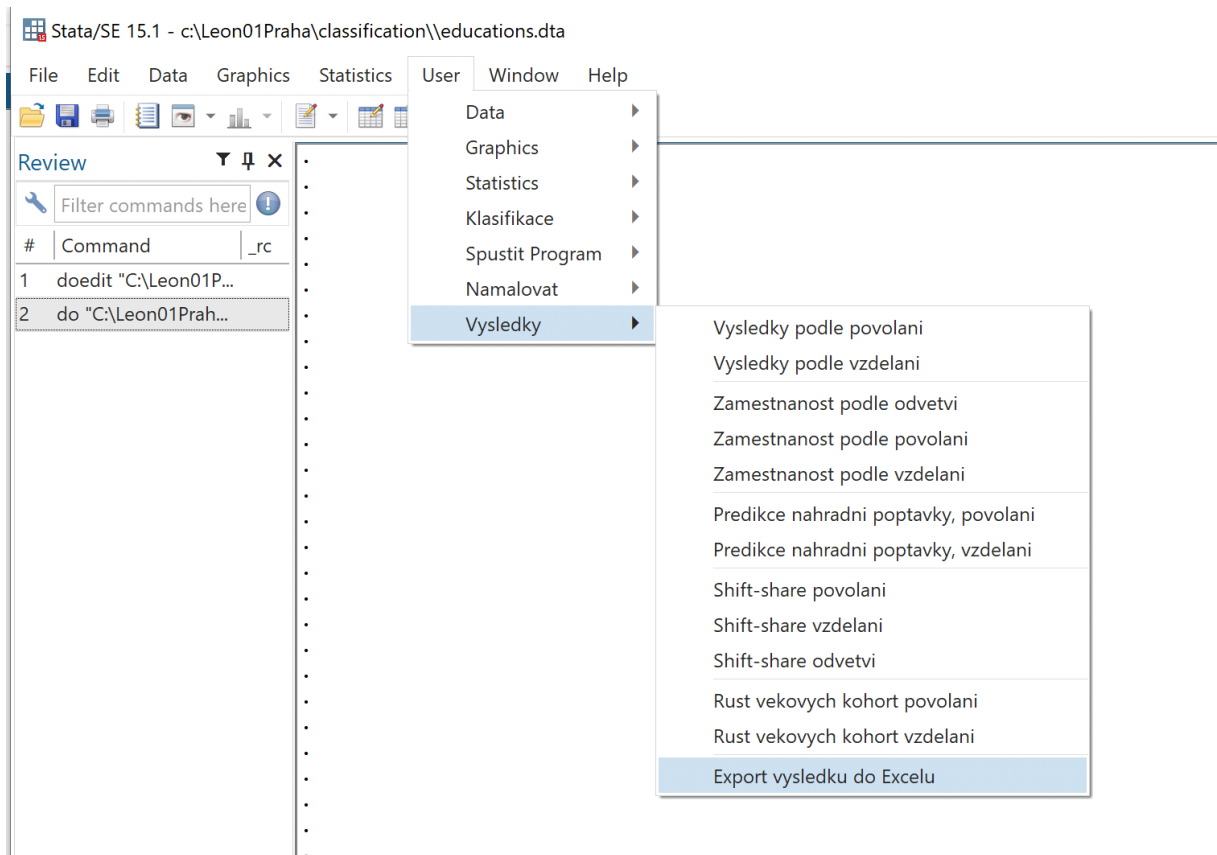 Stata/SE 15.1 - c:\Leon01Praha\classification\\educations.dta
File Edit Data Graphics Statistics User Window Help
Data
Graphics
Statistics
Klasifikace
Spustit Program
Namalovat
Vysledky
Review
Filter commands here
# Command _rc
1 doedit "C:\Leon01P...
2 do "C:\Leon01Prah...
Vysledky podle povolani
Vysledky podle vzdelani
Zamestnanost podle odvetvi
Zamestnanost podle povolani
Zamestnanost podle vzdelani
Predikce nahradni poptavky, povolani
Predikce nahradni poptavky, vzdelani
Shift-share povolani
Shift-share vzdelani
Shift-share odvetvi
Rust vekovych kohort povolani
Rust vekovych kohort vzdelani
Export vysledku do Excelu